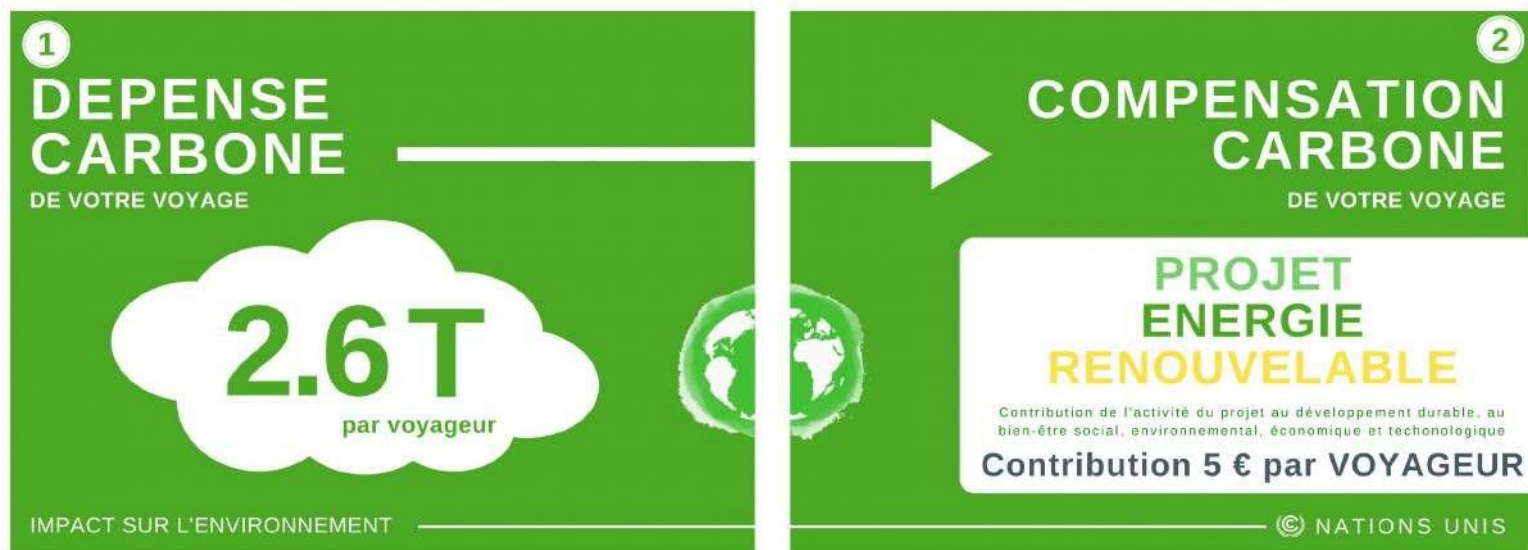 1
DEPENSE
CARBONE
DE VOTRE VOYAGE
2.6 T
par voyageur
IMPACT SUR L'ENVIRONNEMENT
2
COMPENSATION
CARBONE
DE VOTRE VOYAGE
PROJET
ENERGIE
RENOUVELABLE
Contribution de l'activité du projet au développement durable, au
bien-être social, environnemental, économique et techonologique
Contribution 5 € par VOYAGEUR
NATIONS UNIS